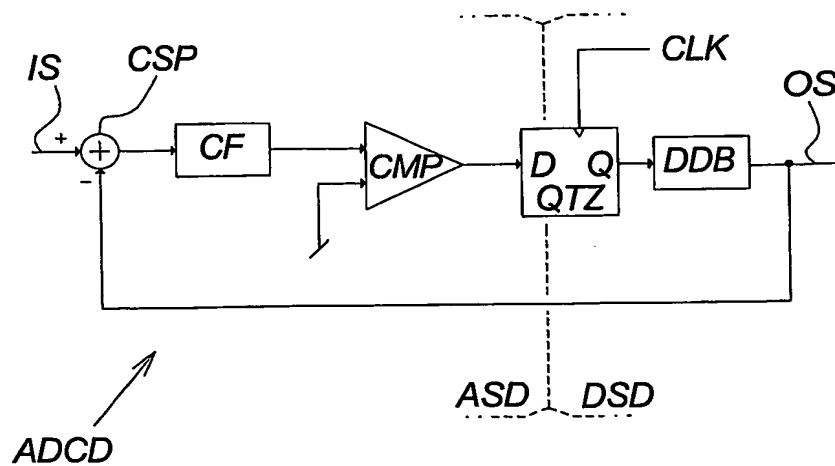 IS
CSP
CLK
OS
+
+
CF
CMP
D Q
QTZ
DDB
-
ASD
DSD
ADCD